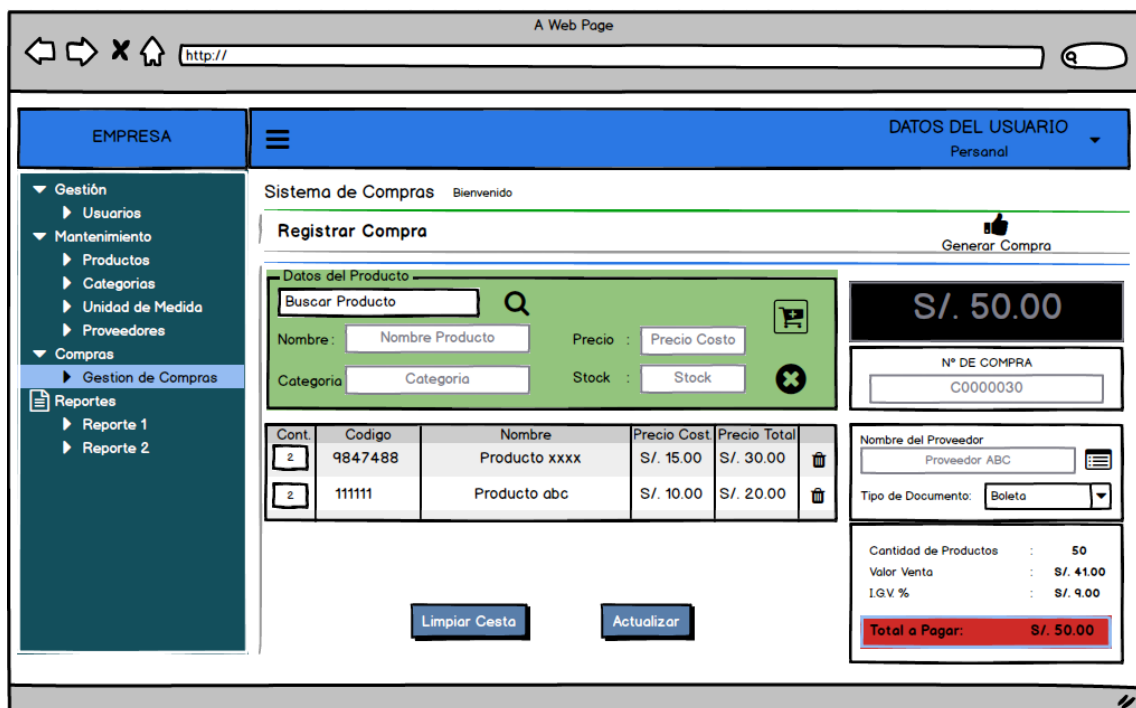 A Web Page
http://
EMPRESA
DATOS DEL USUARIO
Personal
Gestión
Usuarios
Mantenimiento
Productos
Categorias
Unidad de Medida
Proveedores
Compras
Gestion de Compras
Reportes
Reporte 1
Reporte 2
Sistema de Compras Bienvenido
Registrar Compra
Generar Compra
Datos del Producto
Buscar Producto
Nombre : Nombre Producto Precio : Precio Costo
Categoria Categoria Stock : Stock
Cont. Codigo Nombre Precio Cost. Precio Total
2 9847488 Producto xxxx S/. 15.00 S/. 30.00
2 111111 Producto abc S/. 10.00 S/. 20.00
Limpiar Cesta Actualizar
S/. 50.00
Nº DE COMPRA
C0000030
Nombre del Proveedor
Proveedor ABC
Tipo de Documento: Boleta
Cantidad de Productos : 50
Valor Venta : S/. 41.00
I.G.V. % : S/. 9.00
Total a Pagar: S/. 50.00